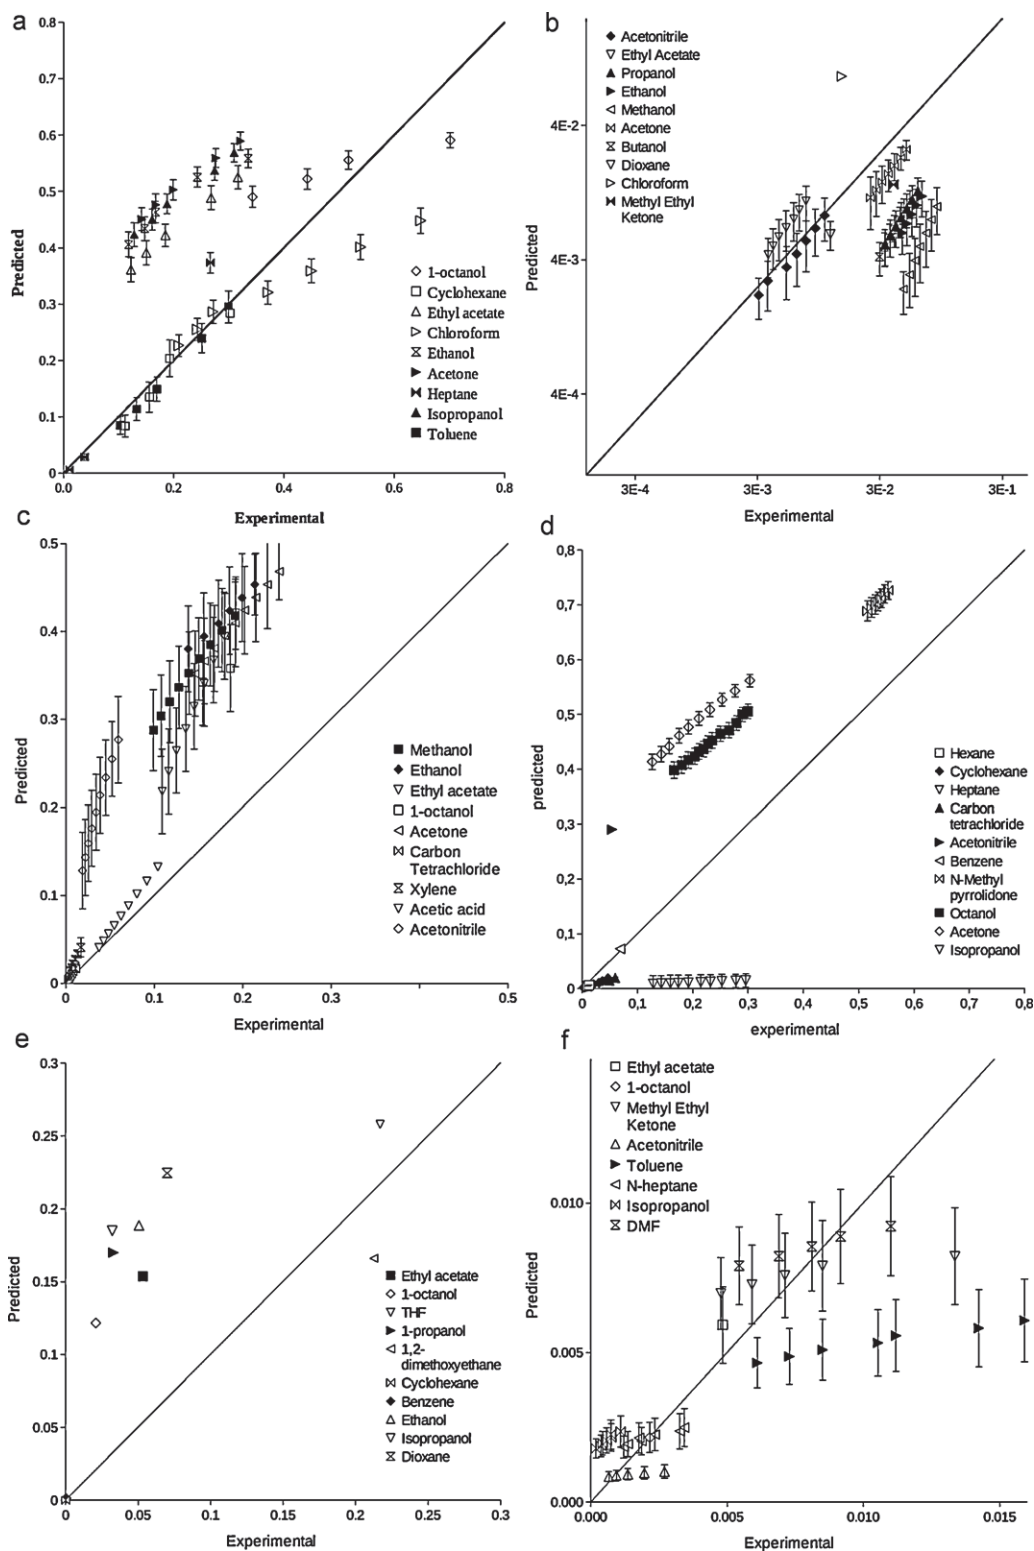 a
0.8
0.7
0.6
0.5
0.4
0.3
0.2
0.1
0
0.0
0.2
0.4
0.6
0.8
Predicted
Experimental
1-octanol
Cyclohexane
Ethyl acetate
Chloroform
Ethanol
Acetone
Heptane
Isopropanol
Toluene
b
Acetonitrile
Ethyl Acetate
Propanol
Ethanol
Methanol
Acetone
Butanol
Dioxane
Chloroform
Methyl Ethyl
Ketone
4E-2
4E-3
4E-4
3E-4
3E-3
3E-2
3E-1
Predicted
Experimental
c
0.5
0.4
0.3
0.2
0.1
0
0
0.1
0.2
0.5
Predicted
Experimental
Methanol
Ethanol
Ethyl acetate
1-octanol
Acetone
Carbon
Tetrachloride
Xylene
Acetic acid
Acetonitrile
d
0,8
0,7
0,6
0,5
0,4
0,3
0,2
0,1
0
0
0,1
0,2
0,3
0,4
0,5
0,6
0,7
0,8
predicted
experimental
Hexane
Cyclohexane
Heptane
Carbon
tetrachloride
Acetonitrile
Benzene
N-Methyl
pyrrolidone
Octanol
Acetone
Isopropanol
e
0.3
0.25
0.2
0.15
0.1
0.05
0
0
0.05
0.1
0.15
0.2
0.25
0.3
Predicted
Experimental
Ethyl acetate
1-octanol
THF
1-propanol
1,2-
dimethoxyethane
Cyclohexane
Benzene
Ethanol
Isopropanol
Dioxane
f
Ethyl acetate
1-octanol
Methyl Ethyl
Ketone
Acetonitrile
Toluene
N-heptane
Isopropanol
DMF
0.010
0.005
0.000
0.000
0.005
0.010
0.015
Predicted
Experimental